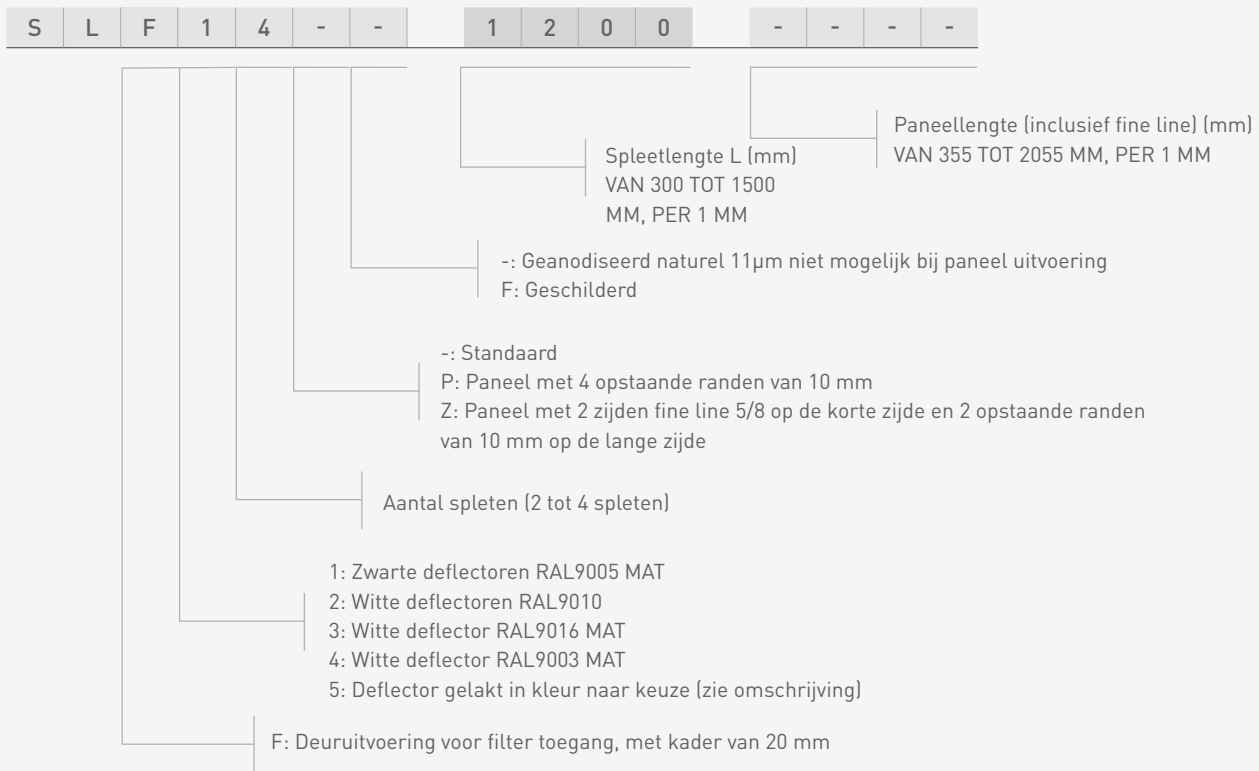 S L F 1 4 - - 1 2 0 0 - - - -
Paneellengte (inclusief fine line) (mm)
VAN 355 TOT 2055 MM, PER 1 MM
Spleetlengte L (mm)
VAN 300 TOT 1500
MM, PER 1 MM
-: Geanodiseerd naturel 11µm niet mogelijk bij paneel uitvoering
F: Geschilderd
-: Standaard
P: Paneel met 4 opstaande randen van 10 mm
Z: Paneel met 2 zijden fine line 5/8 op de korte zijde en 2 opstaande randen
van 10 mm op de lange zijde
Aantal spleten (2 tot 4 spleten)
1: Zwarte deflectoren RAL9005 MAT
2: Witte deflectoren RAL9010
3: Witte deflector RAL9016 MAT
4: Witte deflector RAL9003 MAT
5: Deflector gelakt in kleur naar keuze (zie omschrijving)
F: Deuruitvoering voor filter toegang, met kader van 20 mm